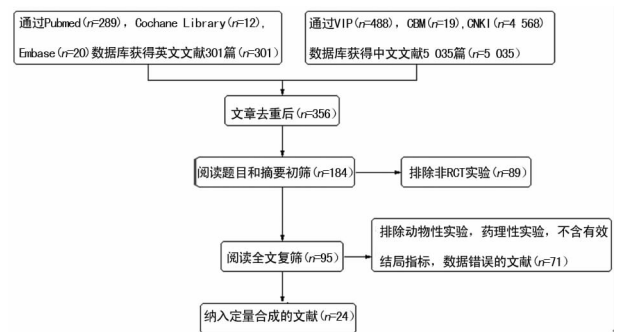 通过Pubmed(n=289), Cochane Library(n=12),
Embase(n=20)数据库获得英文文献301篇(n=301)
通过VIP(n=488), CBM(n=19),CNKI(n=4 568)
数据库获得中文文献5 035篇(n=5 035)
文章去重后(n=356)
阅读题目和摘要初筛(n=184)
排除非RCT实验(n=89)
阅读全文复筛(n=95)
排除动物性实验，药理性实验，不含有效
结局指标，数据错误的文献(n=71)
纳入定量合成的文献(n=24)